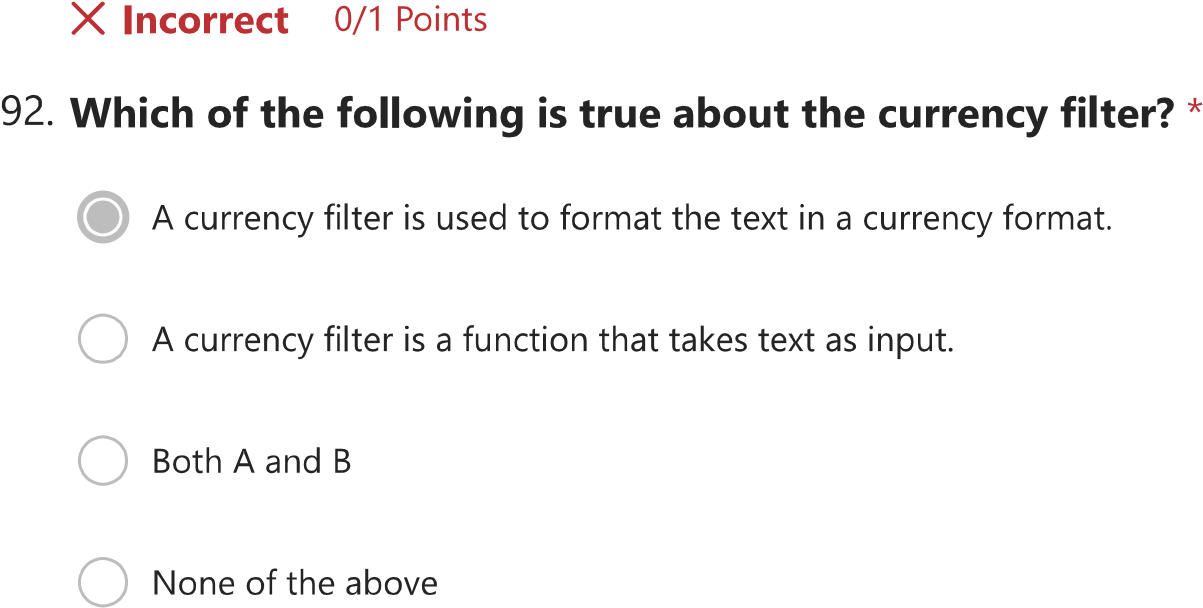 Incorrect 0/1 Points
92. Which of the following is true about the currency filter? *
A currency filter is used to format the text in a currency format.
A currency filter is a function that takes text as input.
Both A and B
None of the above